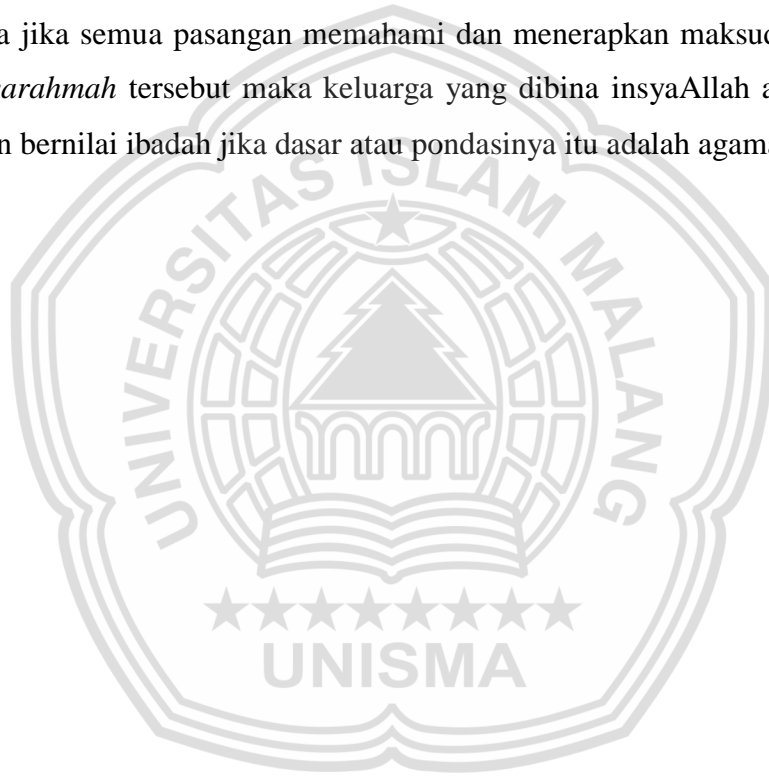 a jika semua pasangan memahami dan menerapkan maksud
arahmah tersebut maka keluarga yang dibina insyaAllah a
n bernilai ibadah jika dasar atau pondasinya itu adalah agama
UNIVERSITAS ISLAM MALANG
UNISMA